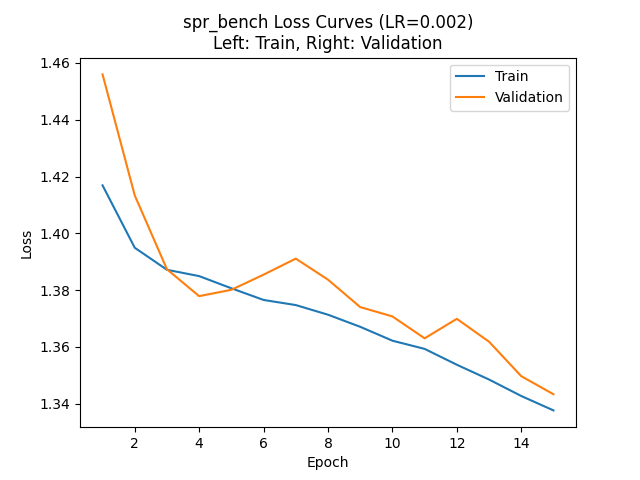 spr_bench Loss Curves (LR=0.002)
Left: Train, Right: Validation
Train
Validation
Loss
1.46
1.44
1.42
1.40
1.38
1.36
1.34
2 4 6 8 10 12 14
Epoch